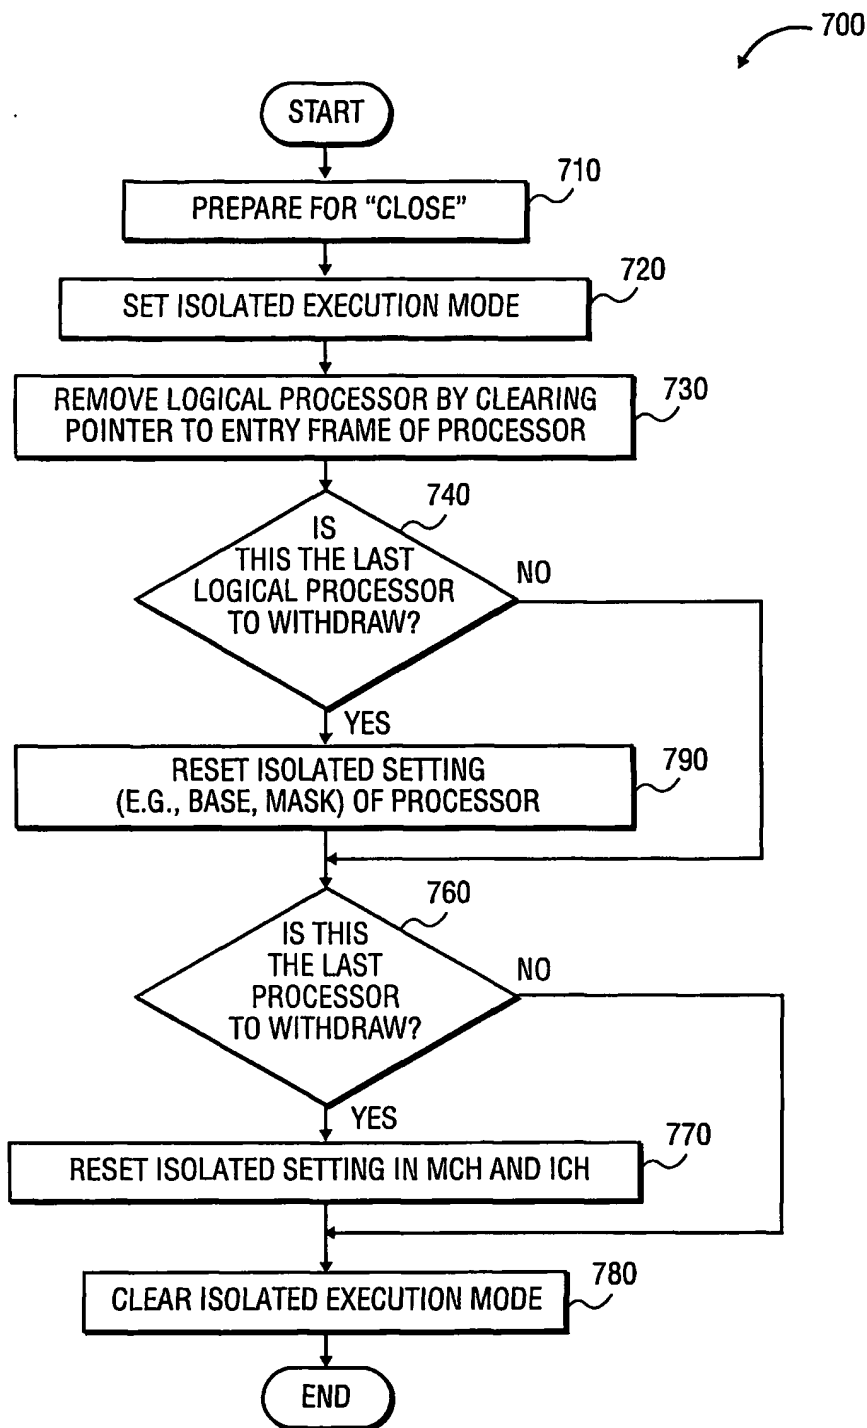 700
START
710
PREPARE FOR “CLOSE”
720
SET ISOLATED EXECUTION MODE
730
REMOVE LOGICAL PROCESSOR BY CLEARING
POINTER TO ENTRY FRAME OF PROCESSOR
740
IS
THIS THE LAST
LOGICAL PROCESSOR
TO WITHDRAW?
NO
YES
790
RESET ISOLATED SETTING
(E.G., BASE, MASK) OF PROCESSOR
760
IS THIS
THE LAST
PROCESSOR
TO WITHDRAW?
NO
YES
770
RESET ISOLATED SETTING IN MCH AND ICH
780
CLEAR ISOLATED EXECUTION MODE
END